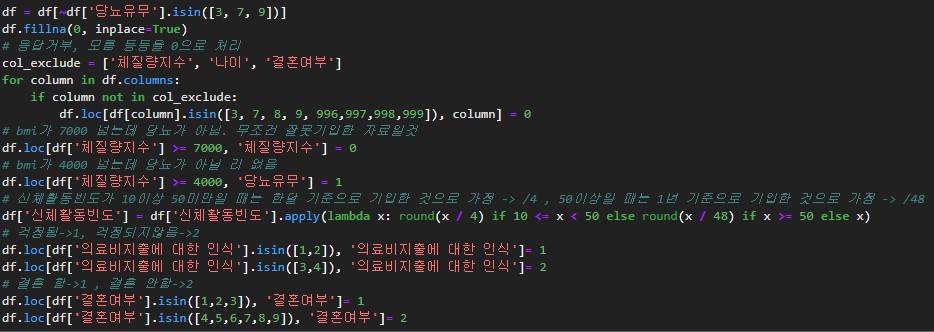 df = df[~df['당뇨유무'].isin([3, 7, 9])]
df.fillna(0, inplace=True)
# 응답거부, 모름 등등을 0으로 처리
col_exclude = ['체질량지수', '나이', '결혼여부']
for column in df.columns:
    if column not in col_exclude:
        df.loc[df[column].isin([3, 7, 8, 9, 996,997,998,999]), column] = 0
# bmi가 7000 넘는데 당뇨가 아님. 무조건 잘못기입한 자료일것
df.loc[df['체질량지수'] >= 7000, '체질량지수'] = 0
# bmi가 4000 넘는데 당뇨가 아닐 리 없음
df.loc[df['체질량지수'] >= 4000, '당뇨유무'] = 1
# 신체활동빈도가 10이상 50미만일 때는 한달 기준으로 기입한 것으로 가정 -> /4 , 50이상일 때는 1년 기준으로 기입한 것으로 가정 -> /48
df['신체활동빈도'] = df['신체활동빈도'].apply(lambda x: round(x / 4) if 10 <= x < 50 else round(x / 48) if x >= 50 else x)
# 걱정됨->1, 걱정되지않음->2
df.loc[df['의료비지출에 대한 인식'].isin([1,2]), '의료비지출에 대한 인식']= 1
df.loc[df['의료비지출에 대한 인식'].isin([3,4]), '의료비지출에 대한 인식']= 2
# 결혼 함->1 , 결혼 안함->2
df.loc[df['결혼여부'].isin([1,2,3]), '결혼여부']= 1
df.loc[df['결혼여부'].isin([4,5,6,7,8,9]), '결혼여부']= 2